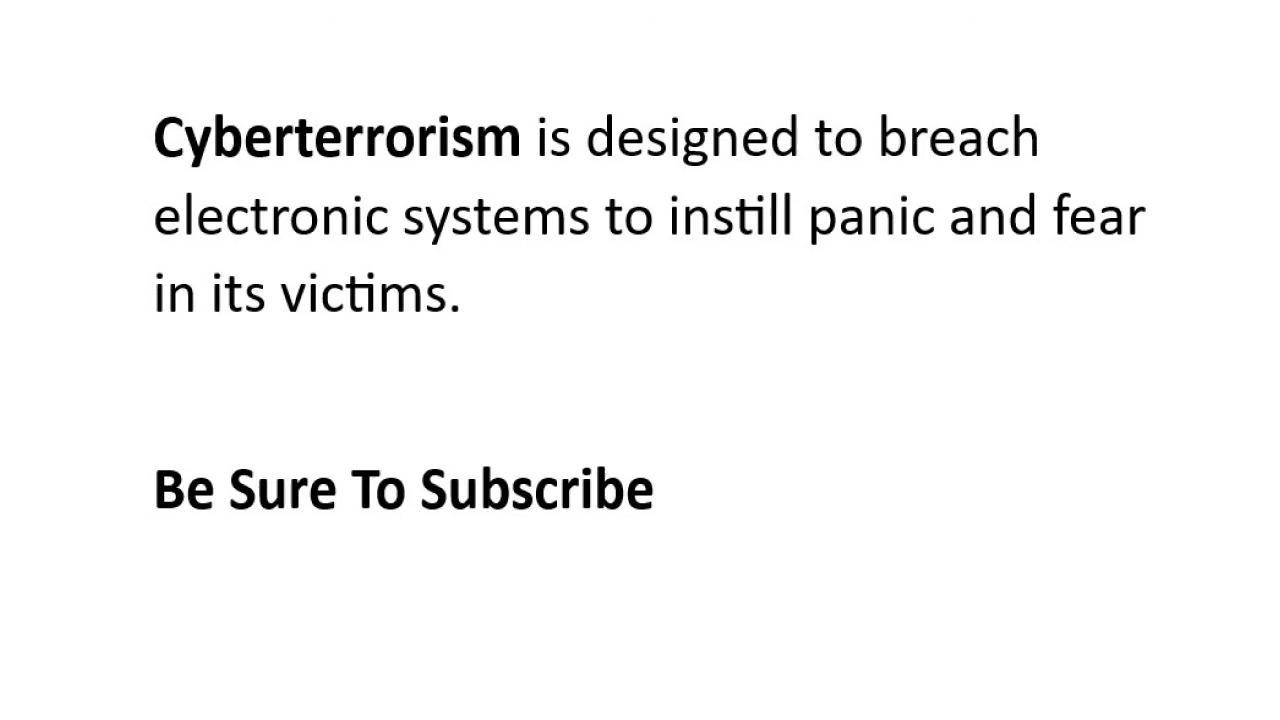 Cyberterrorism is designed to breach
electronic systems to instill panic and fear
in its victims.
Be Sure To Subscribe